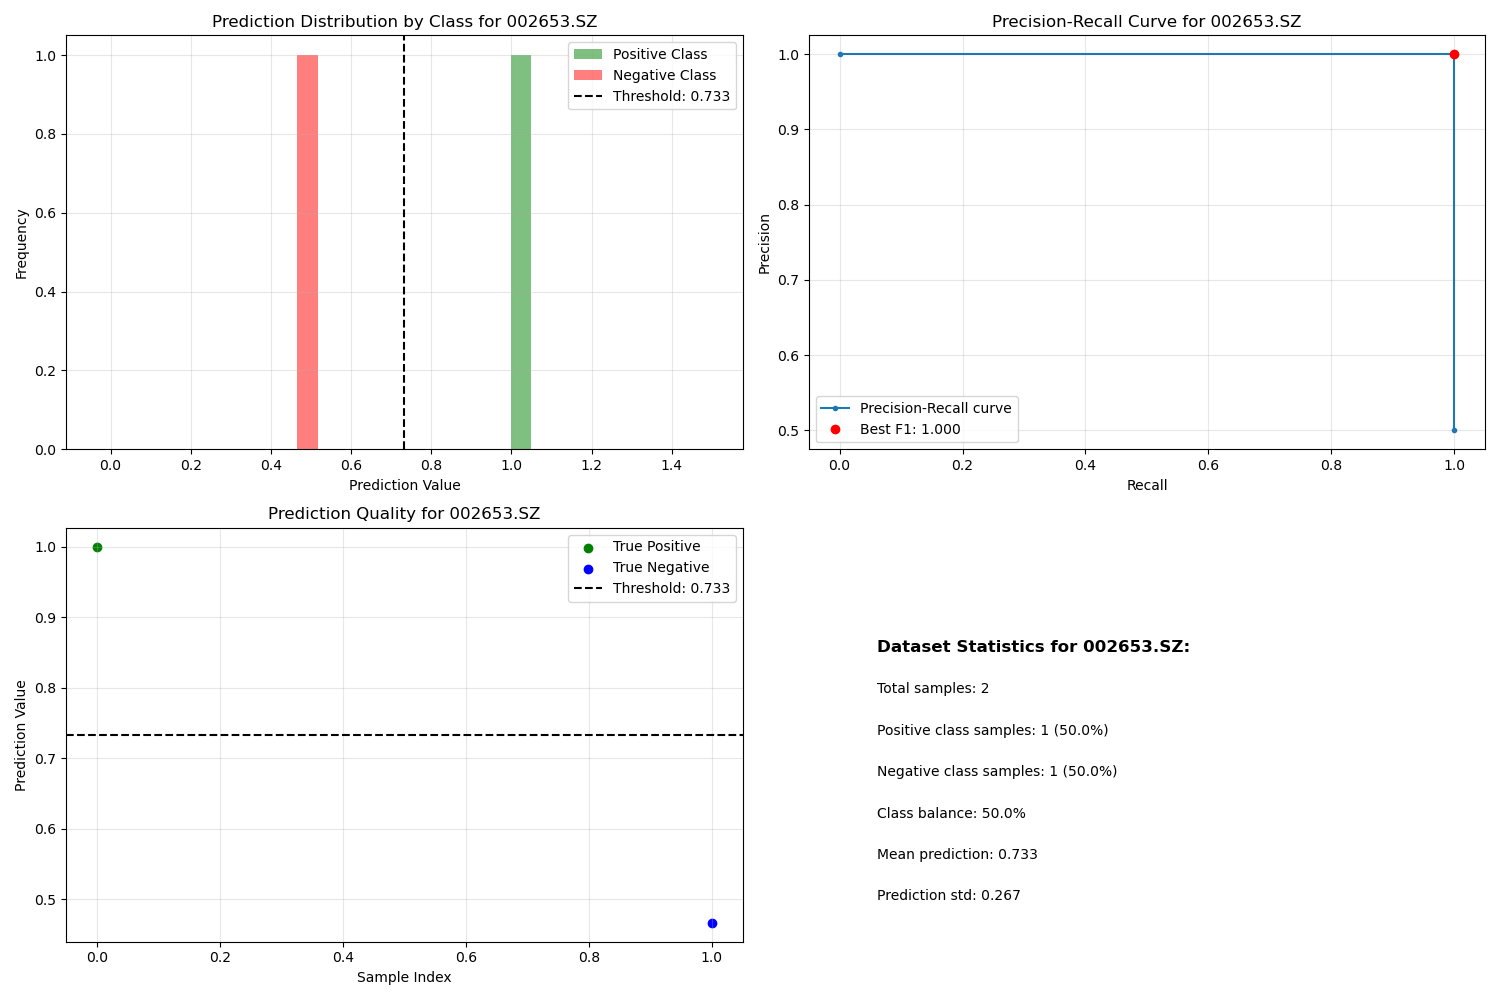 Prediction Distribution by Class for 002653.SZ
Positive Class
Negative Class
Threshold: 0.733
1.0
0.8
0.6
0.4
0.2
0.0
Frequency
0.0 0.2 0.4 0.6 0.8 1.0 1.2 1.4
Prediction Value
Precision-Recall Curve for 002653.SZ
1.0
0.9
0.8
0.7
0.6
0.5
Precision
Precision-Recall curve
Best F1: 1.000
0.0 0.2 0.4 0.6 0.8 1.0
Recall
Prediction Quality for 002653.SZ
True Positive
True Negative
Threshold: 0.733
1.0
0.9
0.8
0.7
0.6
0.5
Prediction Value
0.0 0.2 0.4 0.6 0.8 1.0
Sample Index
Dataset Statistics for 002653.SZ:
Total samples: 2
Positive class samples: 1 (50.0%)
Negative class samples: 1 (50.0%)
Class balance: 50.0%
Mean prediction: 0.733
Prediction std: 0.267